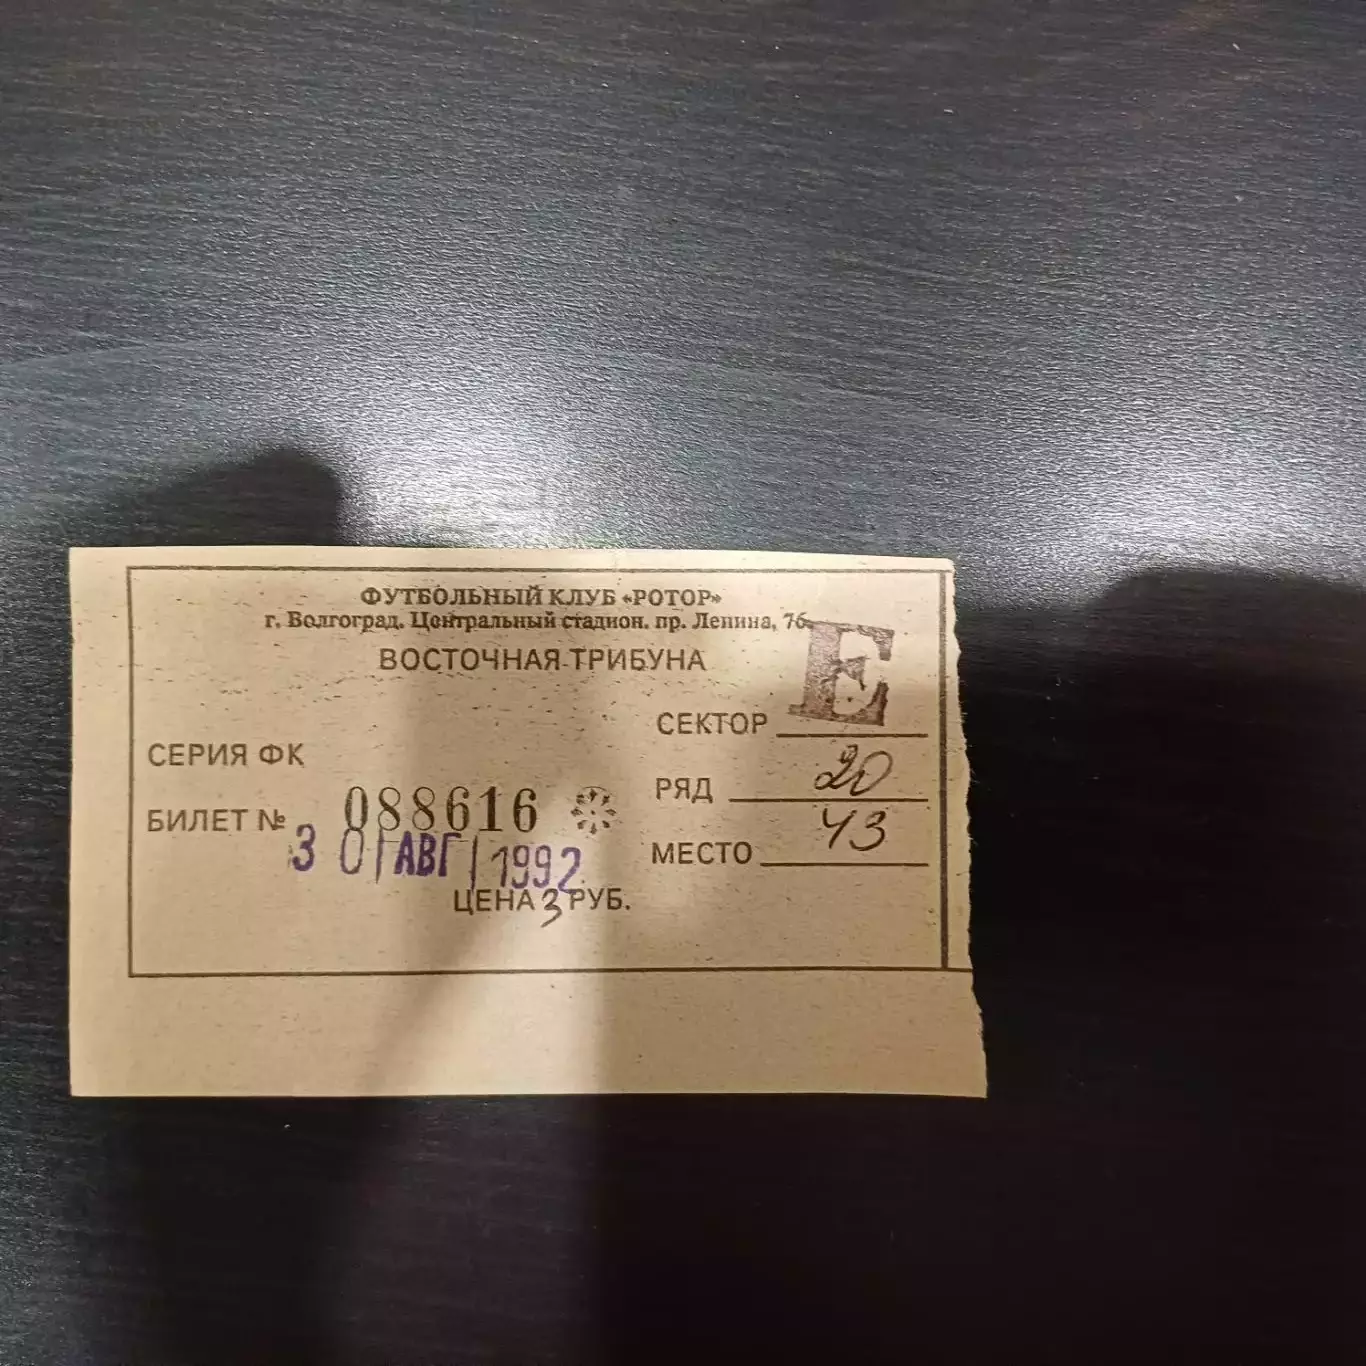 ФУТБОЛЬНЫЙ КЛУБ «РОТОР»
г. Волгоград, Центральный стадион, пр. Ленина, 76
ВОСТОЧНАЯ ТРИБУНА
СЕКТОР Е
СЕРИЯ ФК
РЯД 20
БИЛЕТ № 088616
МЕСТО 43
30 АВГ 1992
ЦЕНА 3 РУБ.